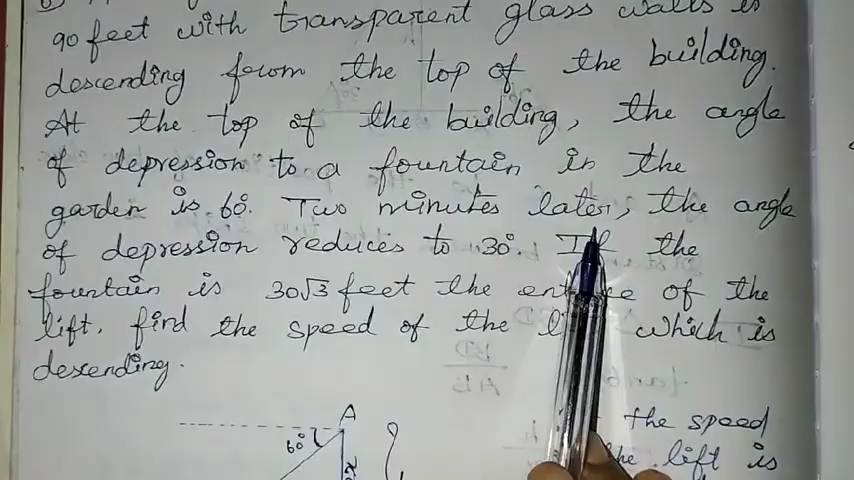 90 feet with transparent glass walls is
descending from the top of the building.
At the top of the building, the angle
of depression to a fountain in the
garden is 60°. Two minutes later, the angle
of depression reduces to 30°. If the
fountain is 30√3 feet the of the
lift. find the speed of the which is
descending.
A
60°
the speed
the lift is